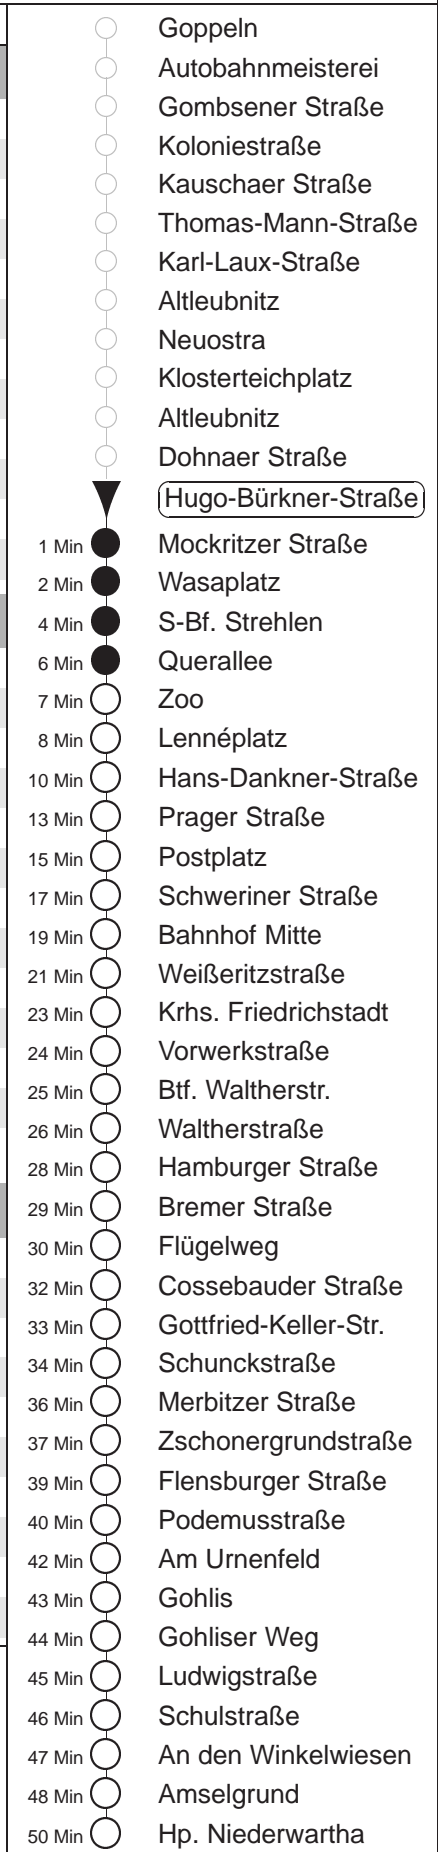 Goppeln
Autobahnmeisterei
Gombsener Straße
Koloniestraße
Kauschaer Straße
Thomas-Mann-Straße
Karl-Laux-Straße
Altleubnitz
Neuostra
Klosterteichplatz
Altleubnitz
Dohnaer Straße
Hugo-Bürkner-Straße
1 Min Mockritzer Straße
2 Min Wasaplatz
4 Min S-Bf. Strehlen
6 Min Querallee
7 Min Zoo
8 Min Lennéplatz
10 Min Hans-Dankner-Straße
13 Min Prager Straße
15 Min Postplatz
17 Min Schweriner Straße
19 Min Bahnhof Mitte
21 Min Weißeritzstraße
23 Min Krhs. Friedrichstadt
24 Min Vorwerkstraße
25 Min Btf. Waltherstr.
26 Min Waltherstraße
28 Min Hamburger Straße
29 Min Bremer Straße
30 Min Flügelweg
32 Min Cossebauder Straße
33 Min Gottfried-Keller-Str.
34 Min Schunckstraße
36 Min Merbitzer Straße
37 Min Zschonergrundstraße
39 Min Flensburger Straße
40 Min Podemusstraße
42 Min Am Urnenfeld
43 Min Gohlis
44 Min Gohliser Weg
45 Min Ludwigstraße
46 Min Schulstraße
47 Min An den Winkelwiesen
48 Min Amselgrund
50 Min Hp. Niederwartha